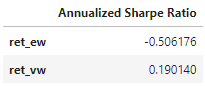 Annualized Sharpe Ratio
ret_ew -0.506176
ret_vw 0.190140